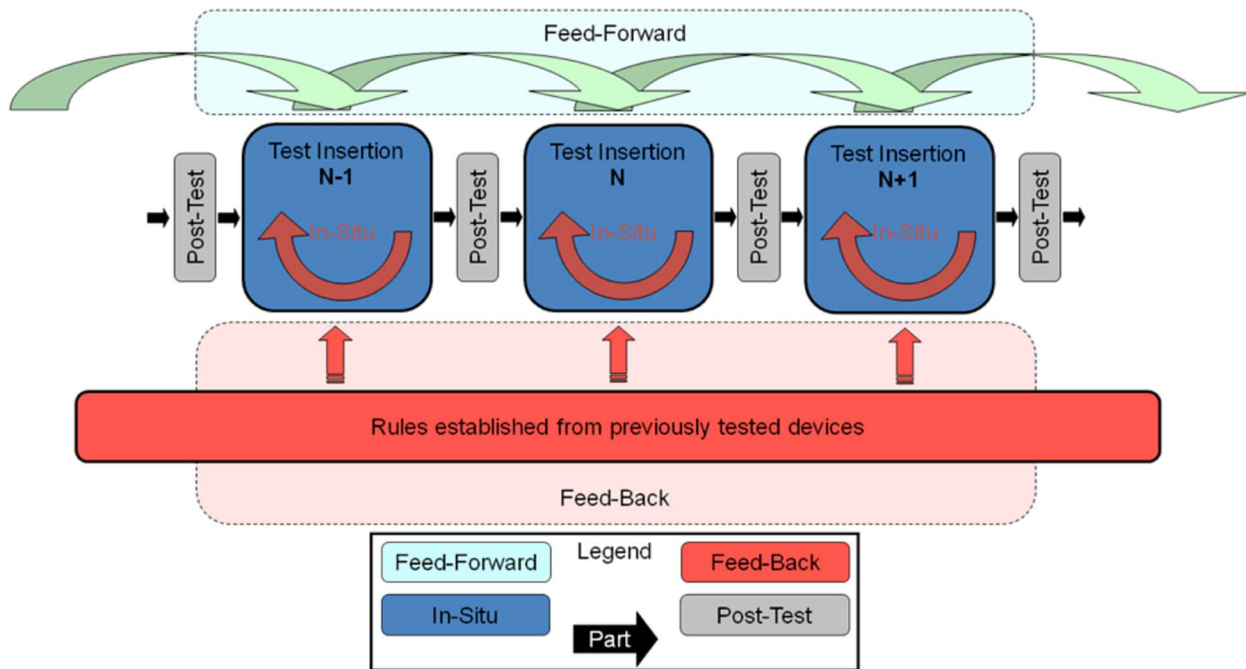 Feed-Forward
Test Insertion
N-1
Test Insertion
N
Test Insertion
N+1
Post-Test
Post-Test
Post-Test
Post-Test
In-Situ
In-Situ
In-Situ
Rules established from previously tested devices
Feed-Back
Legend
Feed-Forward
Feed-Back
In-Situ
Part
Post-Test